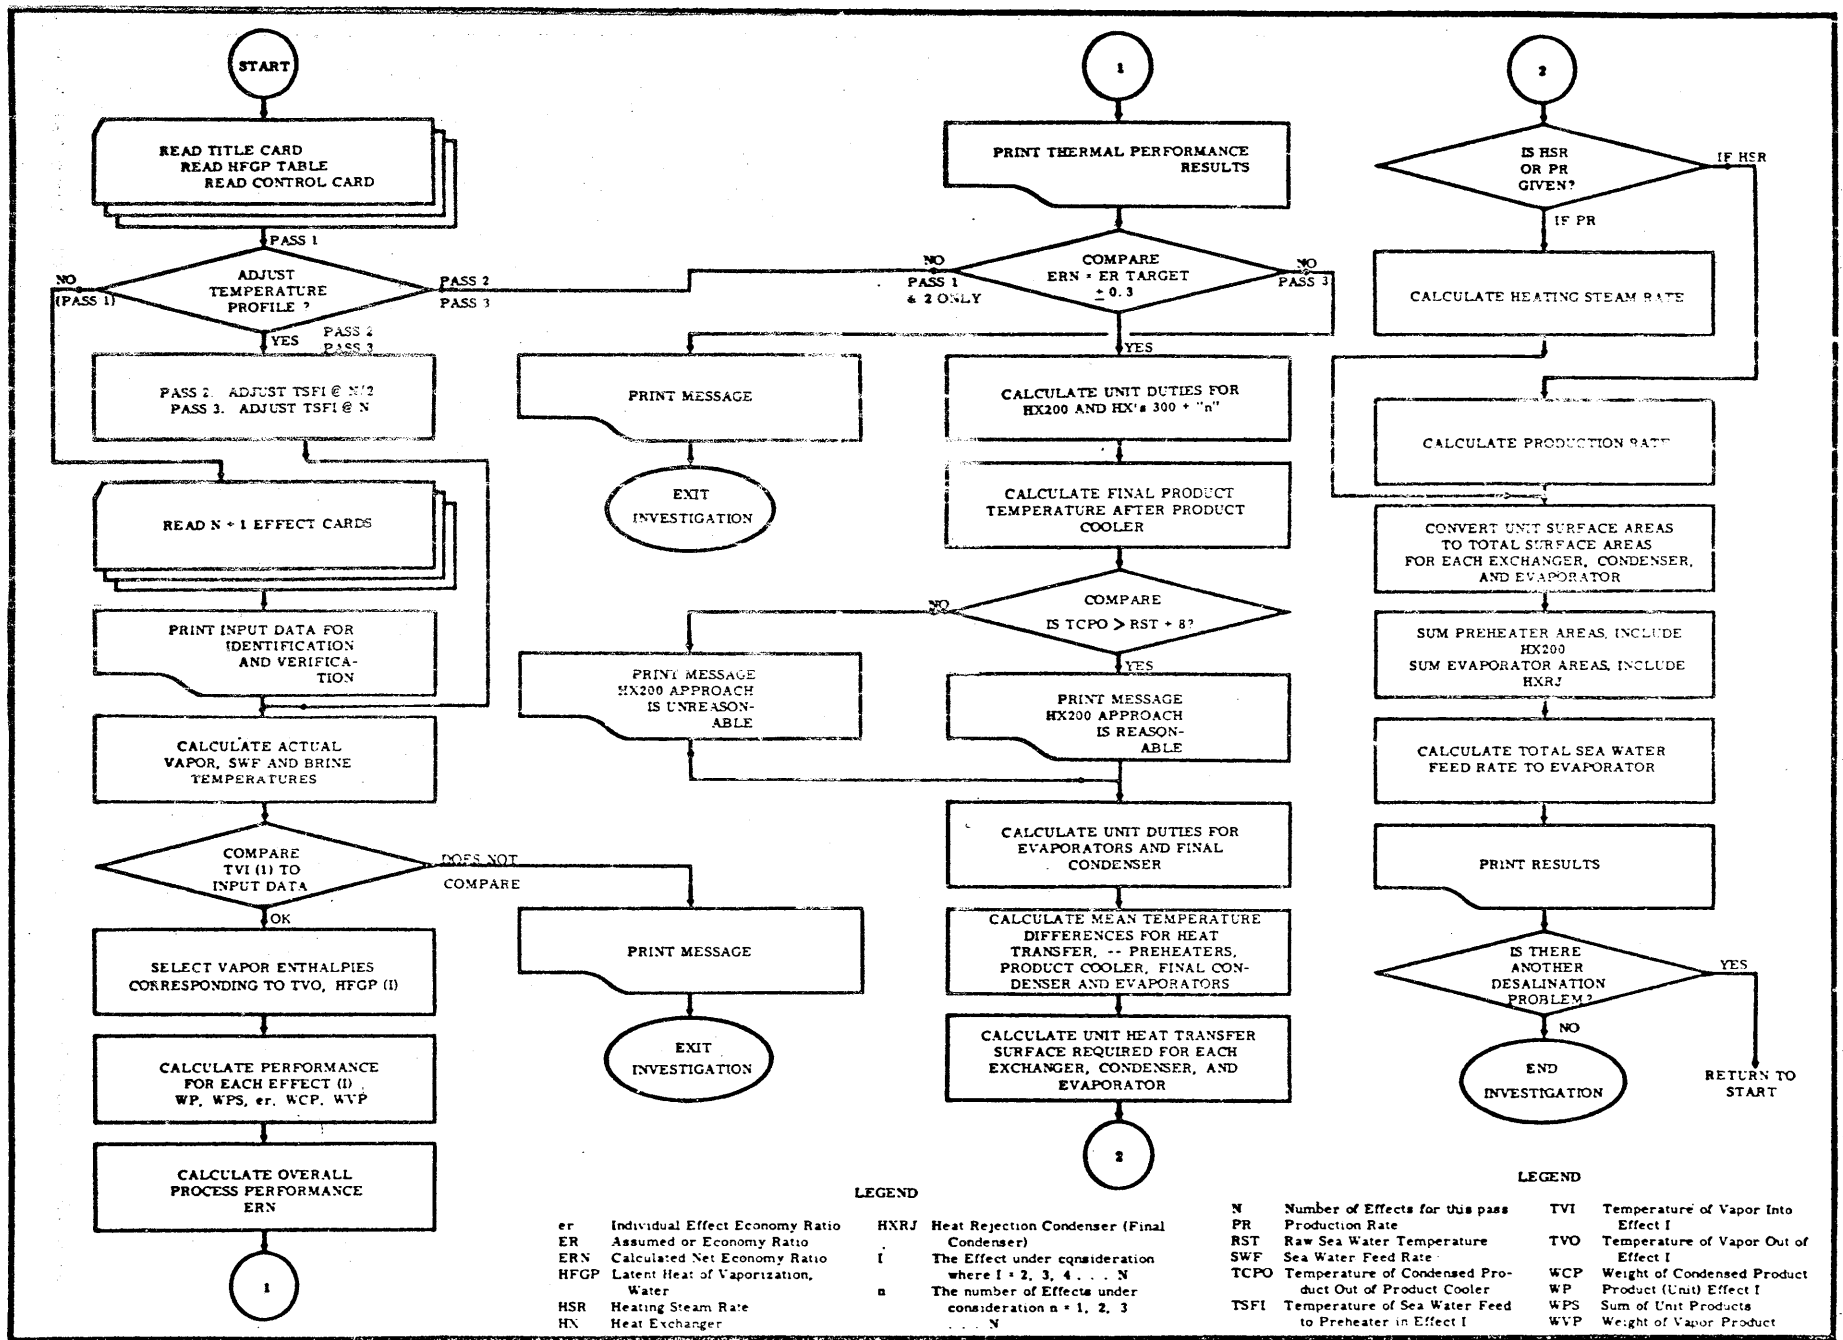 START
READ TITLE CARD
READ HFGP TABLE
READ CONTROL CARD
PASS 1
ADJUST
TEMPERATURE
PROFILE ?
NO
(PASS 1)
PASS 2
PASS 3
YES
PASS 2
PASS 3
PASS 2. ADJUST TSFI @ N/2
PASS 3. ADJUST TSFI @ N
READ N + 1 EFFECT CARDS
PRINT INPUT DATA FOR
IDENTIFICATION
AND VERIFICA-
TION
CALCULATE ACTUAL
VAPOR, SWF AND BRINE
TEMPERATURES
COMPARE
TVI (1) TO
INPUT DATA
DOES NOT
COMPARE
OK
SELECT VAPOR ENTHALPIES
CORRESPONDING TO TVO, HFGP (I)
CALCULATE PERFORMANCE
FOR EACH EFFECT (I)
WP, WPS, er, WCP, WVP
CALCULATE OVERALL
PROCESS PERFORMANCE
ERN
1
PRINT MESSAGE
EXIT
INVESTIGATION
PRINT MESSAGE
HX200 APPROACH
IS UNREASON-
ABLE
PRINT MESSAGE
EXIT
INVESTIGATION
1
PRINT THERMAL PERFORMANCE
RESULTS
COMPARE
ERN = ER TARGET
± 0.3
NO
PASS 1
& 2 ONLY
NO
PASS 3
YES
CALCULATE UNIT DUTIES FOR
HX200 AND HX's 300 + "n"
CALCULATE FINAL PRODUCT
TEMPERATURE AFTER PRODUCT
COOLER
COMPARE
IS TCPO > RST + 8?
NO
YES
PRINT MESSAGE
HX200 APPROACH
IS REASON-
ABLE
CALCULATE UNIT DUTIES FOR
EVAPORATORS AND FINAL
CONDENSER
CALCULATE MEAN TEMPERATURE
DIFFERENCES FOR HEAT
TRANSFER, -- PREHEATERS,
PRODUCT COOLER, FINAL CON-
DENSER AND EVAPORATORS
CALCULATE UNIT HEAT TRANSFER
SURFACE REQUIRED FOR EACH
EXCHANGER, CONDENSER, AND
EVAPORATOR
2
2
IS HSR
OR PR
GIVEN?
IF HSR
IF PR
CALCULATE HEATING STEAM RATE
CALCULATE PRODUCTION RATE
CONVERT UNIT SURFACE AREAS
TO TOTAL SURFACE AREAS
FOR EACH EXCHANGER, CONDENSER,
AND EVAPORATOR
SUM PREHEATER AREAS, INCLUDE
HX200
SUM EVAPORATOR AREAS, INCLUDE
HXRJ
CALCULATE TOTAL SEA WATER
FEED RATE TO EVAPORATOR
PRINT RESULTS
IS THERE
ANOTHER
DESALINATION
PROBLEM?
YES
NO
END
INVESTIGATION
RETURN TO
START
LEGEND
er Individual Effect Economy Ratio
ER Assumed or Economy Ratio
ERN Calculated Net Economy Ratio
HFGP Latent Heat of Vaporization,
Water
HSR Heating Steam Rate
HX Heat Exchanger
HXRJ Heat Rejection Condenser (Final
Condenser)
I The Effect under consideration
where I = 2, 3, 4 . . . N
n The number of Effects under
consideration n = 1, 2, 3
. . . N
LEGEND
N Number of Effects for this pass
PR Production Rate
RST Raw Sea Water Temperature
SWF Sea Water Feed Rate
TCPO Temperature of Condensed Pro-
duct Out of Product Cooler
TSFI Temperature of Sea Water Feed
to Preheater in Effect I
TVI Temperature of Vapor Into
Effect I
TVO Temperature of Vapor Out of
Effect I
WCP Weight of Condensed Product
WP Product (Unit) Effect I
WPS Sum of Unit Products
WVP Weight of Vapor Product